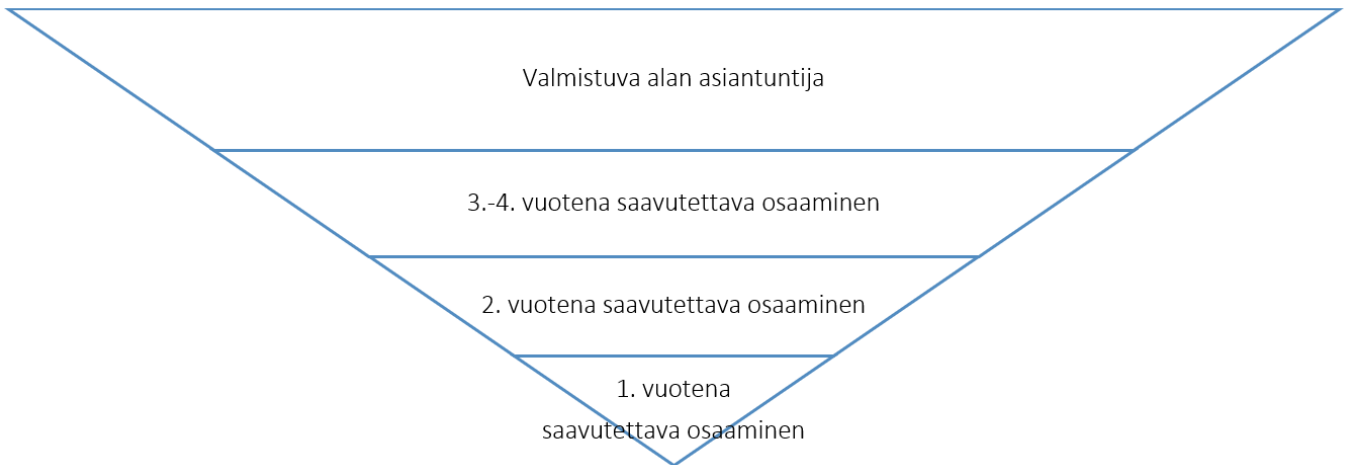 Valmistuva alan asiantuntija
3.-4. vuotena saavutettava osaaminen
2. vuotena saavutettava osaaminen
1. vuotena
saavutettava osaaminen